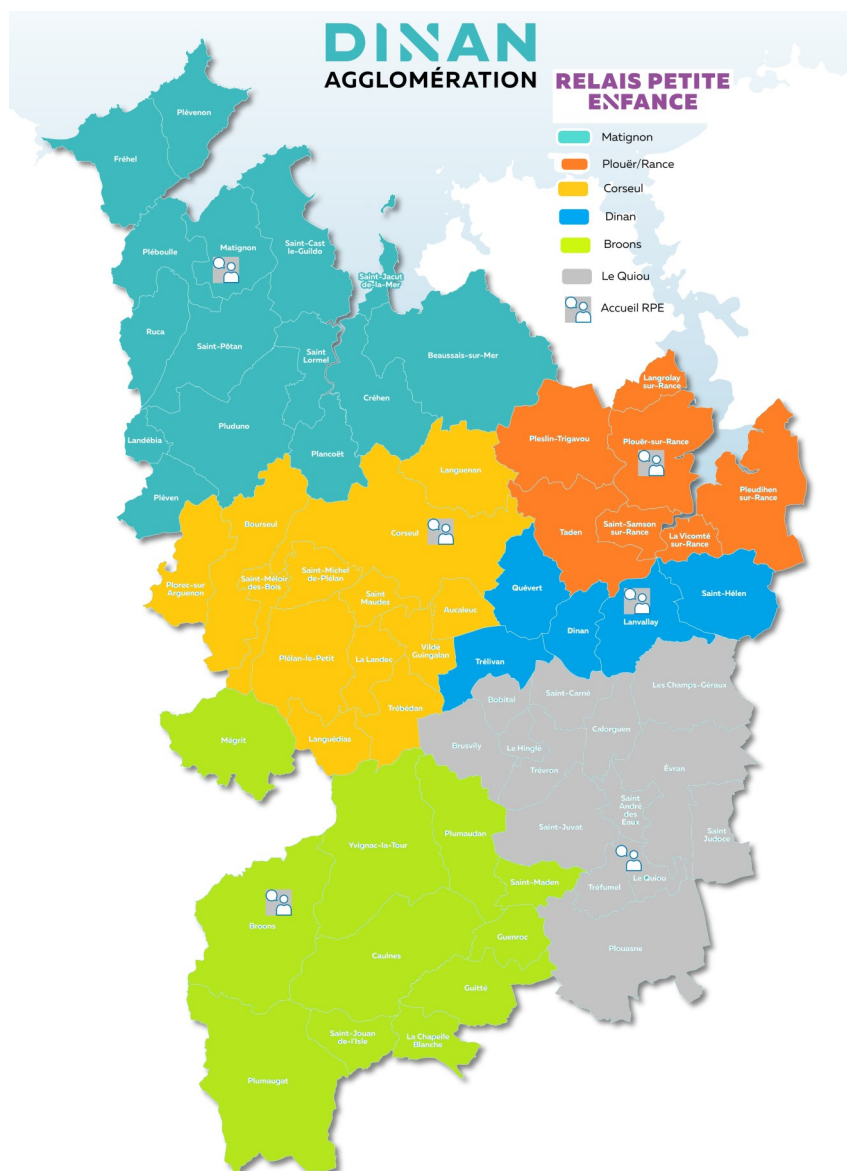 DINAN
AGGLOMÉRATION
RELAIS PETITE
ENFANCE
Matignon
Plouër/Rance
Corseul
Dinan
Broons
Le Quiou
Accueil RPE
Plévenon
Fréhel
Pléboulle
Matignon
Saint-Cast
le-Guildo
Saint-Jacut
de-la-Mer
Ruca
Saint-Pôtan
Saint
Lormel
Beaussais-sur-Mer
Créhen
Landébia
Pluduno
Plancoët
Pléven
Langrolay
sur-Rance
Pleslin-Trigavou
Plouër-sur-Rance
Pleudihen
sur-Rance
Taden
Saint-Samson
sur-Rance
La Vicomté
sur-Rance
Languenan
Bourseul
Corseul
Plorec-sur
Arguenon
Saint-Méloir
des-Bois
Saint-Michel
de-Plélan
Saint
Maudez
Aucaleuc
Plélan-le-Petit
La Landec
Vildé
Guingalan
Trébédan
Languédias
Quévert
Dinan
Lanvallay
Saint-Hélen
Trélivan
Bobital
Saint-Carné
Les Champs-Géraux
Brusvily
Le Hinglé
Calorguen
Trévron
Évran
Saint-Juvat
Saint
André
des
Eaux
Saint
Judoce
Tréfumel
Le Quiou
Plouasne
Mégrit
Yvignac-la-Tour
Plumaudan
Saint-Maden
Broons
Caulnes
Guenroc
Guitté
Saint-Jouan
de-l'Isle
La Chapelle
Blanche
Plumaugat